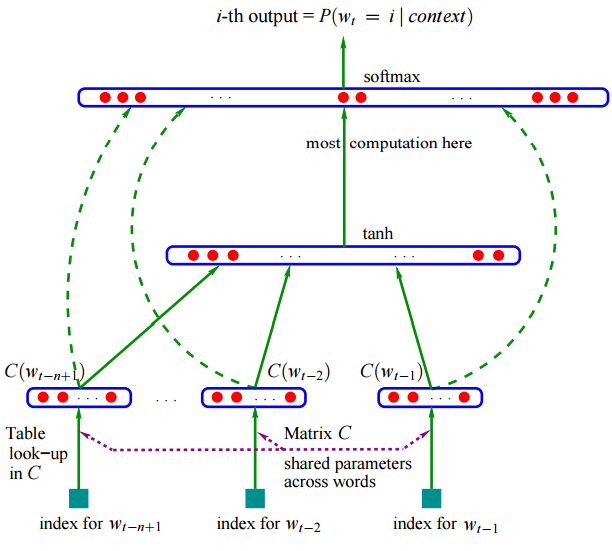 i-th output = P(w_t = i | context)
softmax
. . . . . .
most computation here
tanh
. . . . . .
C(w_{t−n+1}) C(w_{t−2}) C(w_{t−1})
. . . . . . . . . . . .
Table
look−up
in C
Matrix C
shared parameters
across words
index for w_{t−n+1} index for w_{t−2} index for w_{t−1}